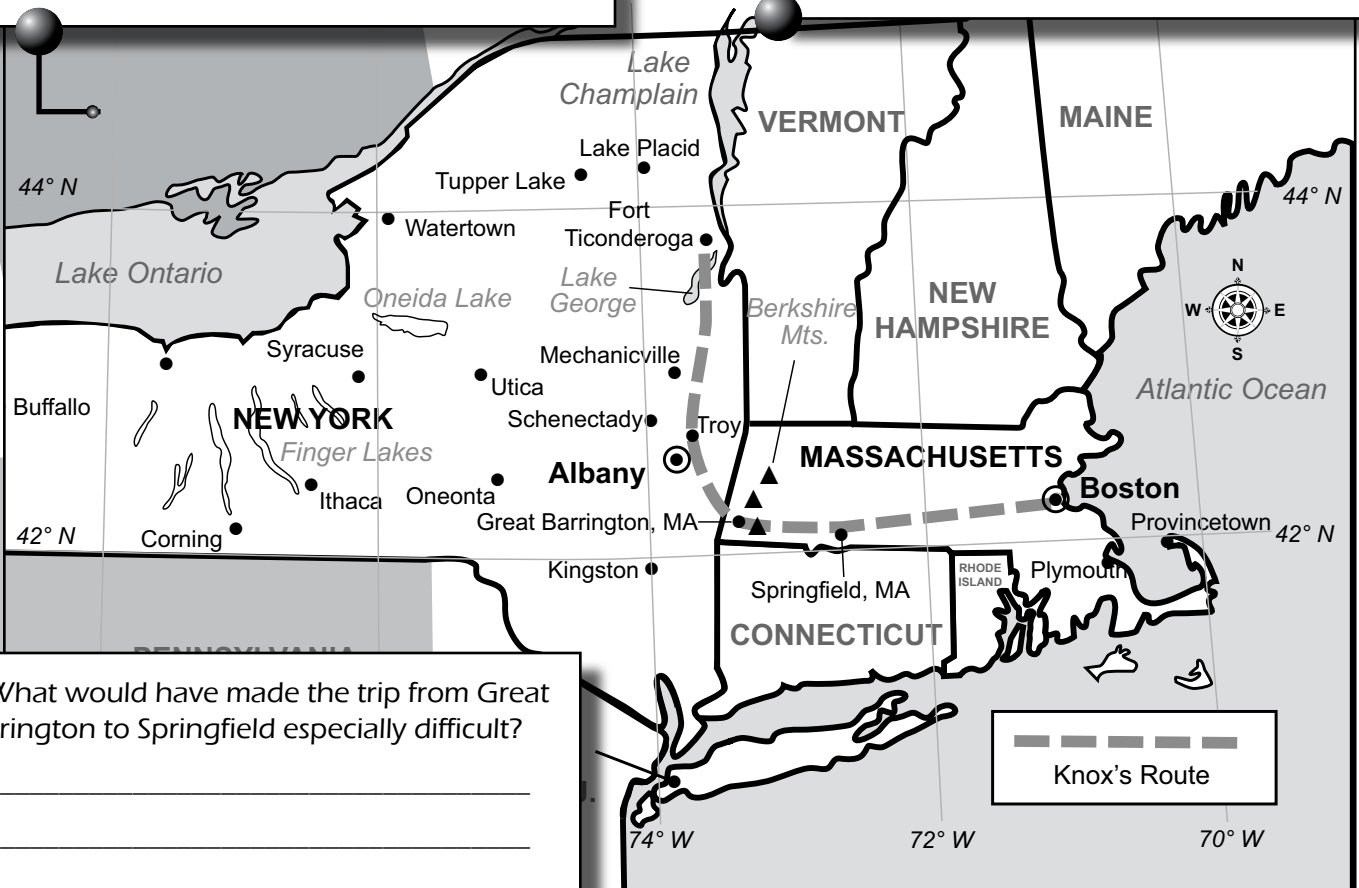 Lake
Champlain
VERMONT
MAINE
Lake Placid
Tupper Lake
44° N
44° N
Fort
Ticonderoga
Watertown
Lake Ontario
Lake
George
Oneida Lake
Berkshire
Mts.
NEW
HAMPSHIRE
N
W
E
S
Syracuse
Mechanicville
Utica
Atlantic Ocean
Buffallo
NEW YORK
Schenectady
Troy
Finger Lakes
Albany
MASSACHUSETTS
Ithaca
Oneonta
Boston
Great Barrington, MA
Provincetown
42° N
42° N
Corning
Kingston
Springfield, MA
RHODE
ISLAND
Plymouth
CONNECTICUT
PENNSYLVANIA
What would have made the trip from Great
rington to Springfield especially difficult?
Knox's Route
74° W
72° W
70° W